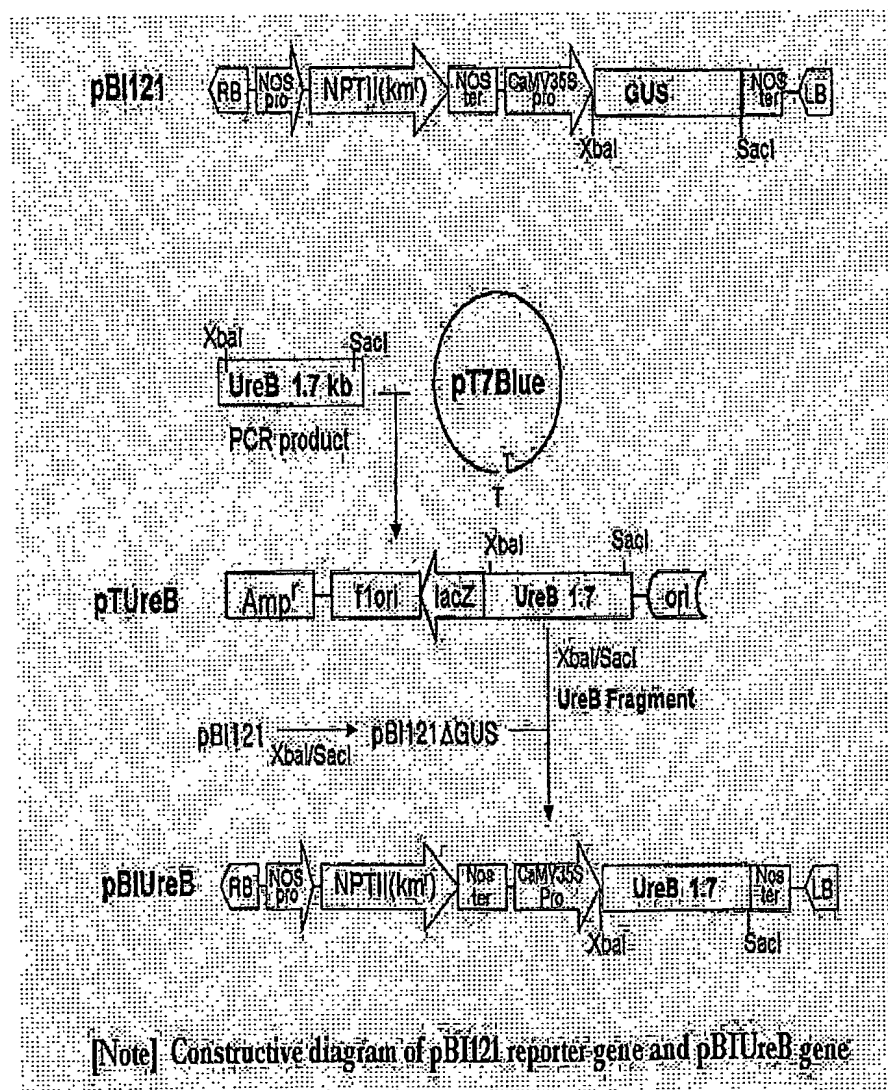 pBI121
RB NOS pro NPTII(kmʳ) NOS ter CaMV35S pro GUS NOS ter LB
XbaI SacI
XbaI SacI
UreB 1.7 kb
PCR product
pT7Blue
T
T
XbaI SacI
pTUreB Ampʳ f1ori lacZ UreB 1.7 ori
XbaI/SacI
UreB Fragment
pBI121 XbaI/SacI pBI121ΔGUS
pBIUreB RB NOS pro NPTII(kmʳ) Nos ter CaMV35S Pro UreB 1.7 Nos ter LB
XbaI SacI
[Note] Constructive diagram of pBI121 reporter gene and pBIUreB gene